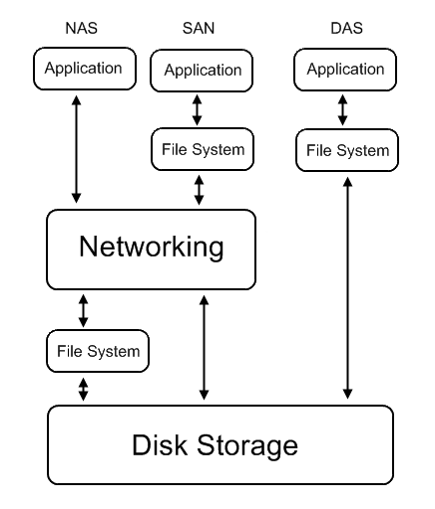 NAS SAN DAS
Application Application Application
File System File System
Networking
File System
Disk Storage